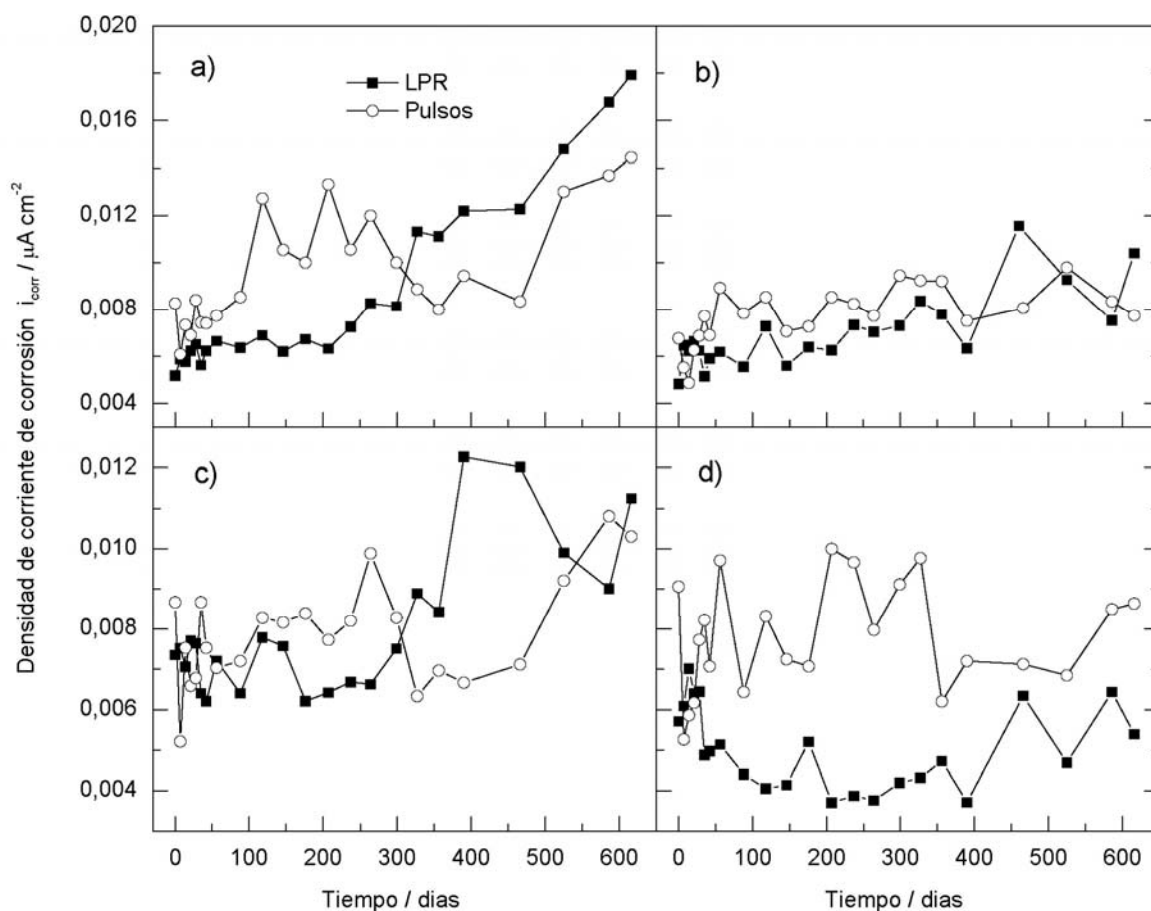 0,020
0,016
0,012
0,008
0,004
0,012
0,010
0,008
0,006
0,004
Densidad de corriente de corrosión i_corr / µA cm⁻²
a)
LPR
Pulsos
b)
c)
d)
0 100 200 300 400 500 600
0 100 200 300 400 500 600
Tiempo / dias
Tiempo / dias